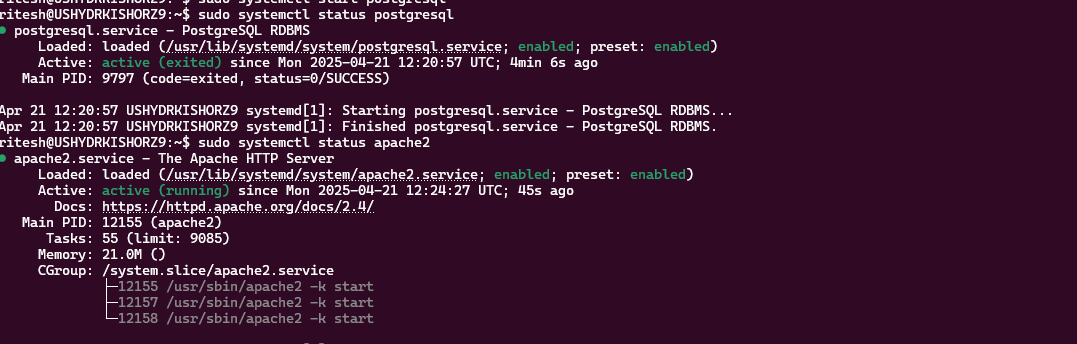 ritesh@USHYDRKISHORZ9:~$ sudo systemctl start postgresql
ritesh@USHYDRKISHORZ9:~$ sudo systemctl status postgresql
● postgresql.service - PostgreSQL RDBMS
Loaded: loaded (/usr/lib/systemd/system/postgresql.service; enabled; preset: enabled)
Active: active (exited) since Mon 2025-04-21 12:20:57 UTC; 4min 6s ago
Main PID: 9797 (code=exited, status=0/SUCCESS)
Apr 21 12:20:57 USHYDRKISHORZ9 systemd[1]: Starting postgresql.service - PostgreSQL RDBMS...
Apr 21 12:20:57 USHYDRKISHORZ9 systemd[1]: Finished postgresql.service - PostgreSQL RDBMS.
ritesh@USHYDRKISHORZ9:~$ sudo systemctl status apache2
● apache2.service - The Apache HTTP Server
Loaded: loaded (/usr/lib/systemd/system/apache2.service; enabled; preset: enabled)
Active: active (running) since Mon 2025-04-21 12:24:27 UTC; 45s ago
Docs: https://httpd.apache.org/docs/2.4/
Main PID: 12155 (apache2)
Tasks: 55 (limit: 9085)
Memory: 21.0M ()
CGroup: /system.slice/apache2.service
├─12155 /usr/sbin/apache2 -k start
├─12157 /usr/sbin/apache2 -k start
└─12158 /usr/sbin/apache2 -k start